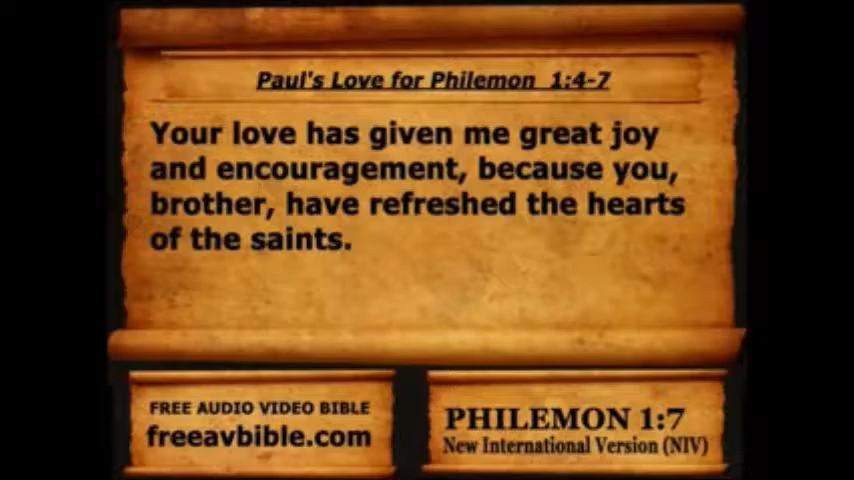 Paul's Love for Philemon 1:4-7
Your love has given me great joy
and encouragement, because you,
brother, have refreshed the hearts
of the saints.
FREE AUDIO VIDEO BIBLE
freeavbible.com
PHILEMON 1:7
New International Version (NIV)